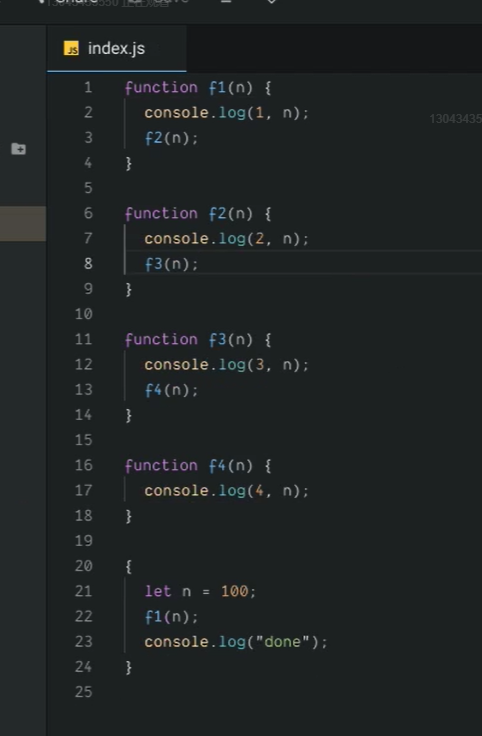 index.js
1 function f1(n) {
2   console.log(1, n);
3   f2(n);
4 }
5
6 function f2(n) {
7   console.log(2, n);
8   f3(n);
9 }
10
11 function f3(n) {
12   console.log(3, n);
13   f4(n);
14 }
15
16 function f4(n) {
17   console.log(4, n);
18 }
19
20 {
21   let n = 100;
22   f1(n);
23   console.log("done");
24 }
25
13043435